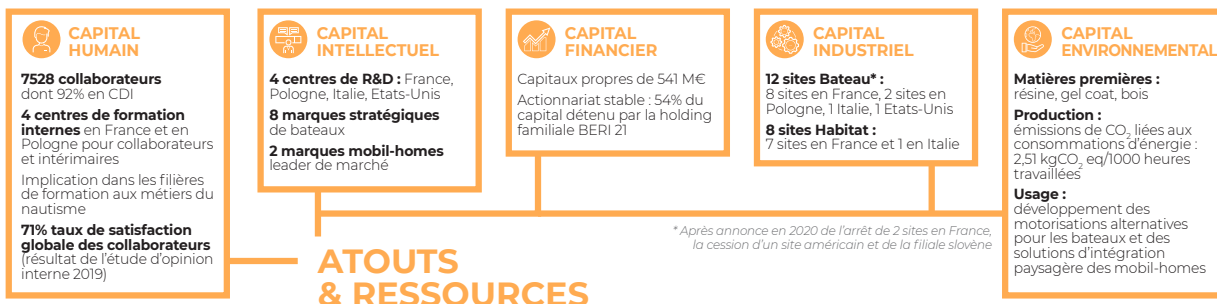 CAPITAL
HUMAIN
7528 collaborateurs
dont 92% en CDI
4 centres de formation
internes en France et en
Pologne pour collaborateurs
et intérimaires
Implication dans les filières
de formation aux métiers du
nautisme
71% taux de satisfaction
globale des collaborateurs
(résultat de l'étude d'opinion
interne 2019)
CAPITAL
INTELLECTUEL
4 centres de R&D : France,
Pologne, Italie, Etats-Unis
8 marques stratégiques
de bateaux
2 marques mobil-homes
leader de marché
CAPITAL
FINANCIER
Capitaux propres de 541 M€
Actionnariat stable : 54% du
capital détenu par la holding
familiale BERI 21
CAPITAL
INDUSTRIEL
12 sites Bateau* :
8 sites en France, 2 sites en
Pologne, 1 Italie, 1 Etats-Unis
8 sites Habitat :
7 sites en France et 1 en Italie
CAPITAL
ENVIRONNEMENTAL
Matières premières :
résine, gel coat, bois
Production :
émissions de CO₂ liées aux
consommations d'énergie :
2,51 kgCO₂ eq/1000 heures
travaillées
Usage :
développement des
motorisations alternatives
pour les bateaux et des
solutions d'intégration
paysagère des mobil-homes
* Après annonce en 2020 de l'arrêt de 2 sites en France,
la cession d'un site américain et de la filiale slovène
ATOUTS
& RESSOURCES